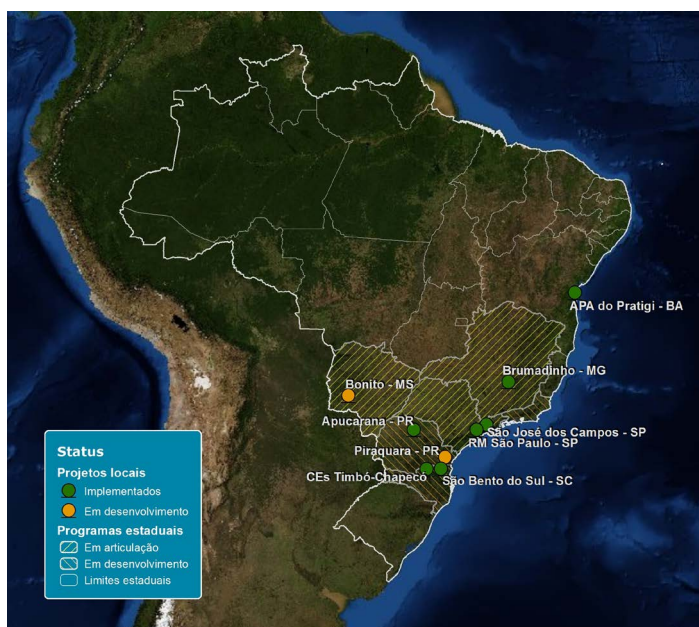 APA do Pratigi - BA
Brumadinho - MG
Bonito - MS
Apucarana - PR
São José dos Campos - SP
RM São Paulo - SP
Piraquara - PR
CEs Timbó-Chapecó
São Bento do Sul - SC
Status
Projetos locais
Implementados
Em desenvolvimento
Programas estaduais
Em articulação
Em desenvolvimento
Limites estaduais